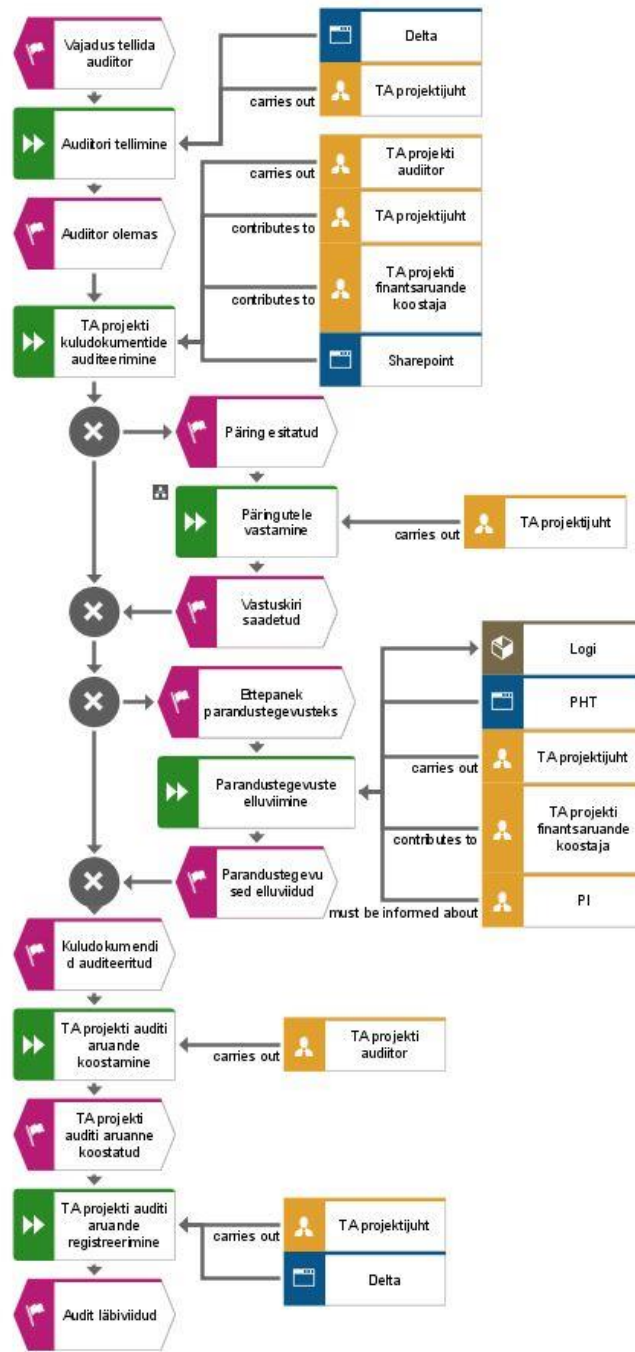 Vajadus tellida
audiitor
Delta
carries out
TA projektijuht
Audiitori tellimine
carries out
TA projekti
audiitor
Audiitor olemas
contributes to
TA projektijuht
contributes to
TA projekti
finantsaruande
koostaja
TA projekti
kuludokumentide
auditeerimine
Sharepoint
Päring esitatud
Päringutele
vastamine
carries out
TA projektijuht
Vastuskiri
saadetud
Logi
Ettepanek
parandustegevusteks
PHT
carries out
TA projektijuht
Parandustegevuste
elluviimine
contributes to
TA projekti
finantsaruande
koostaja
Parandustegevu
sed elluviidud
must be informed about
PI
Kuludokumendi
d auditeeritud
TA projekti auditi
aruande
koostamine
carries out
TA projekti
audiitor
TA projekti
auditi aruanne
koostatud
TA projekti auditi
aruande
registreerimine
carries out
TA projektijuht
Delta
Audit läbiviidud